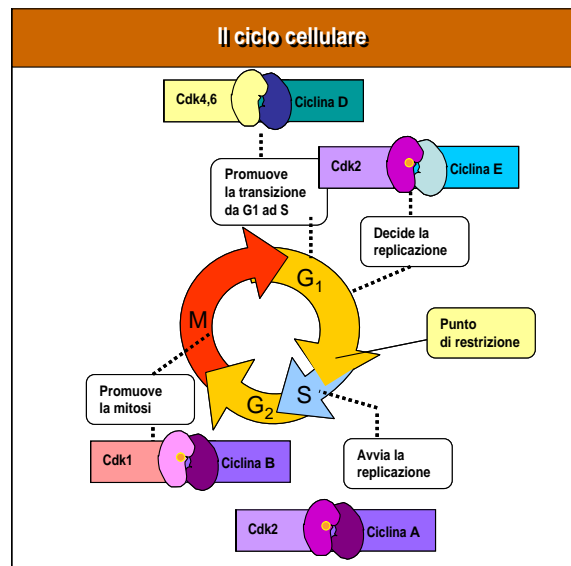 Il ciclo cellulare
Cdk4,6
Ciclina D
Promuove
la transizione
da G1 ad S
Cdk2
Ciclina E
Decide la
replicazione
G1
M
Punto
di restrizione
S
G2
Promuove
la mitosi
Cdk1
Ciclina B
Avvia la
replicazione
Cdk2
Ciclina A